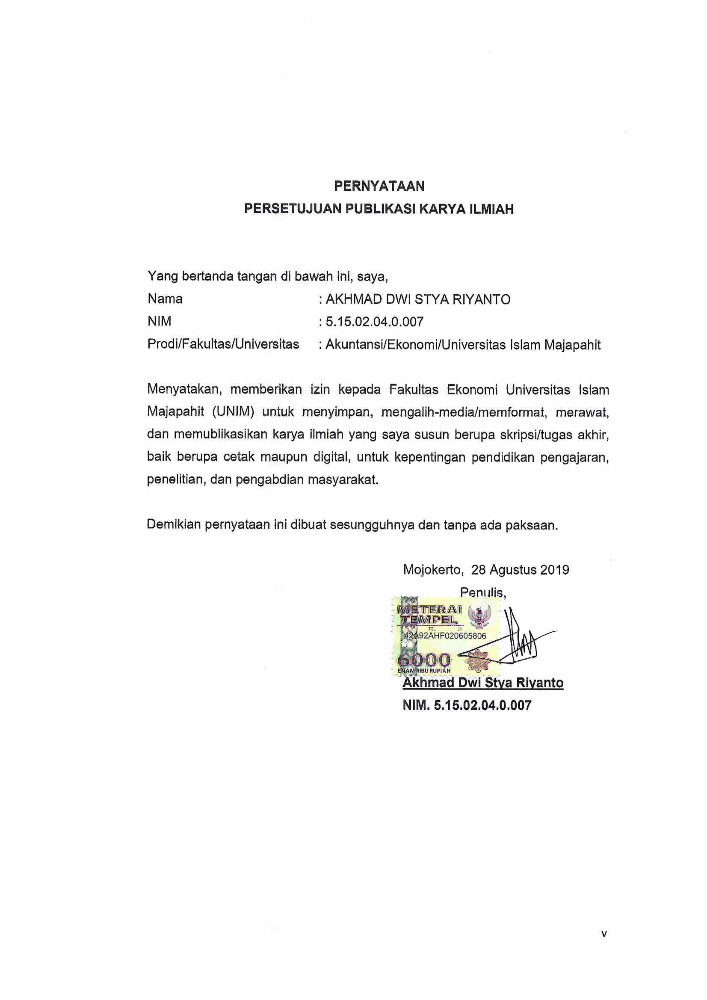 PERNYATAAN
PERSETUJUAN PUBLIKASI KARYA ILMIAH
Yang bertanda tangan di bawah ini, saya,
Nama : AKHMAD DWI STYA RIYANTO
NIM : 5.15.02.04.0.007
Prodi/Fakultas/Universitas : Akuntansi/Ekonomi/Universitas Islam Majapahit
Menyatakan, memberikan izin kepada Fakultas Ekonomi Universitas Islam
Majapahit (UNIM) untuk menyimpan, mengalih-media/memformat, merawat,
dan memublikasikan karya ilmiah yang saya susun berupa skripsi/tugas akhir,
baik berupa cetak maupun digital, untuk kepentingan pendidikan pengajaran,
penelitian, dan pengabdian masyarakat.
Demikian pernyataan ini dibuat sesungguhnya dan tanpa ada paksaan.
Mojokerto, 28 Agustus 2019
Penulis,
METERAI
TEMPEL
TGL 20
42A92AHF020605806
6000
ENAM RIBU RUPIAH
Akhmad Dwi Stya Riyanto
NIM. 5.15.02.04.0.007
v